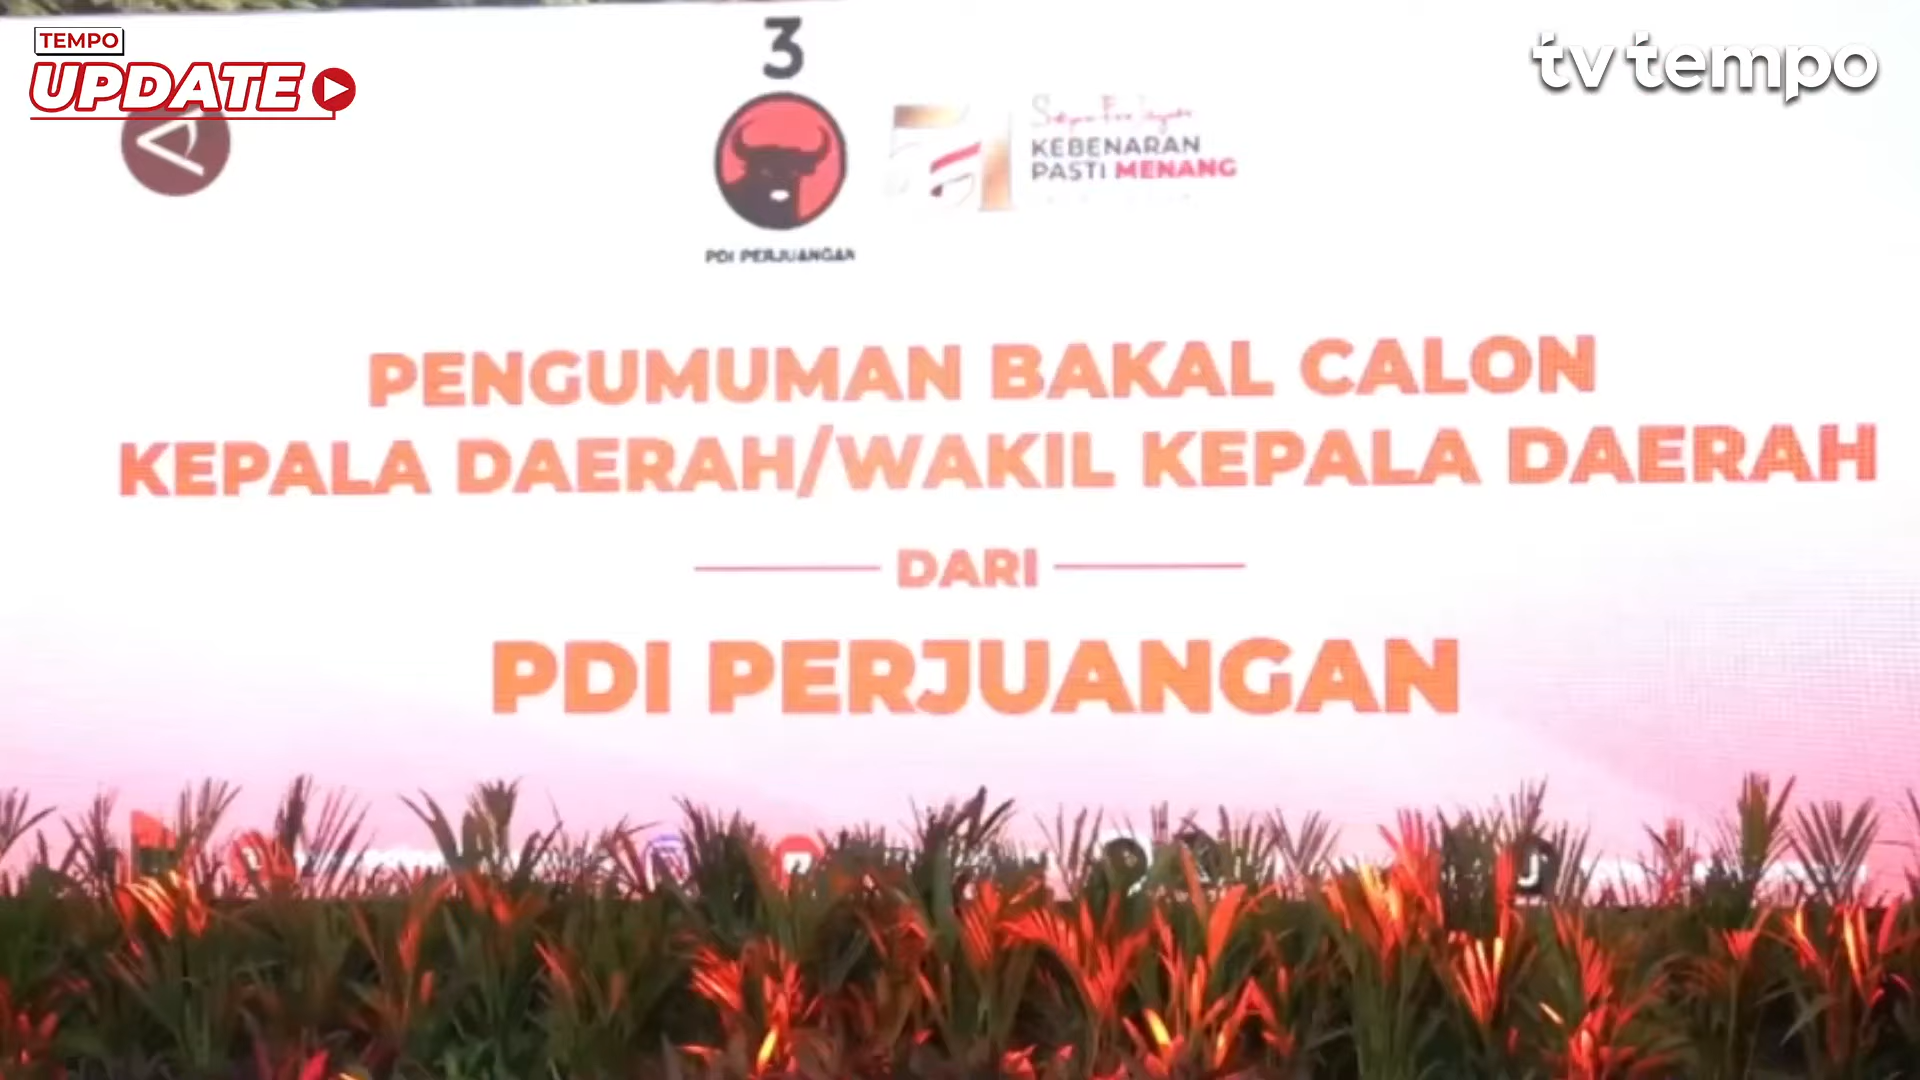 TEMPO
UPDATE
tv tempo
3
PDI PERJUANGAN
KEBENARAN
PASTI MENANG
PENGUMUMAN BAKAL CALON
KEPALA DAERAH/WAKIL KEPALA DAERAH
DARI
PDI PERJUANGAN